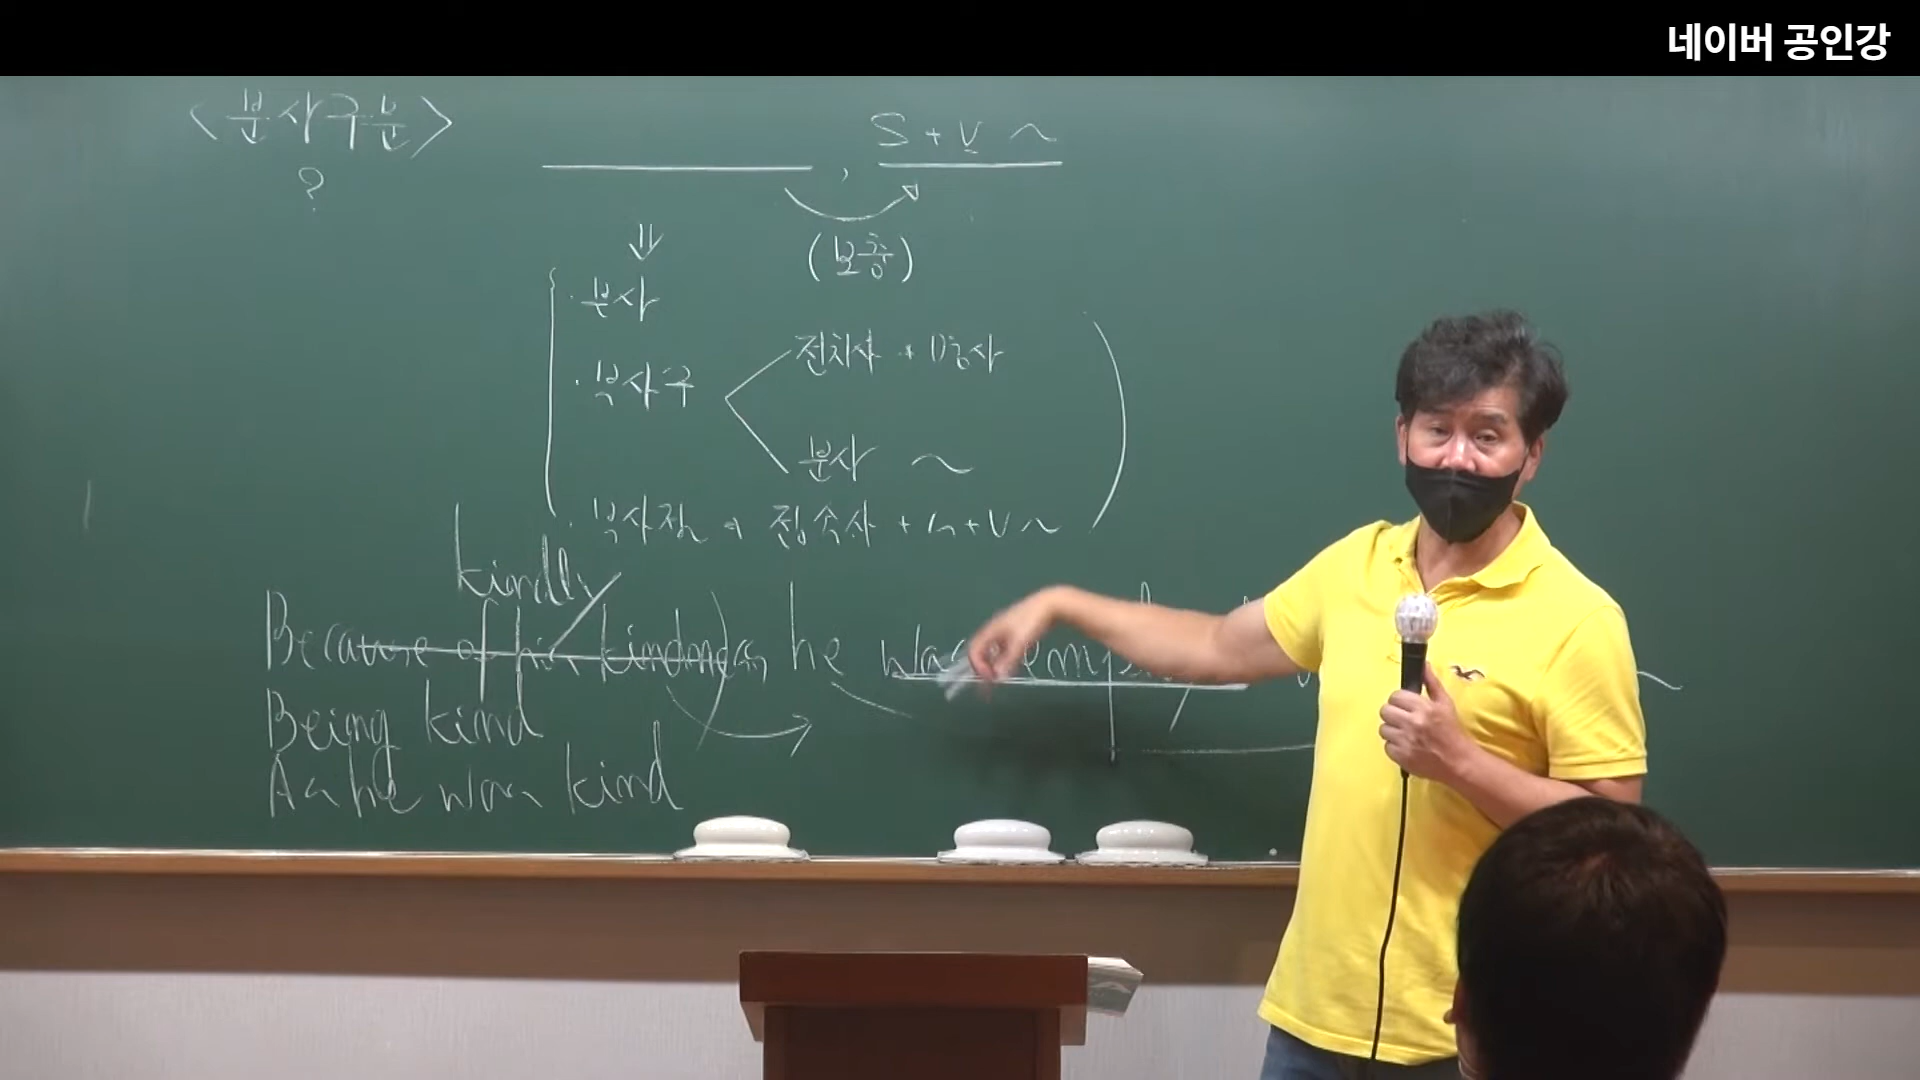 네이버 공인강
<분사구문>
?
, S + V ~
(보충)
· 부사
· 부사구
전치사 + 명사
분사 ~
· 부사절 → 접속사 + s + V ~
kindly
Because of his kindness, he was
Being kind
As he was kind